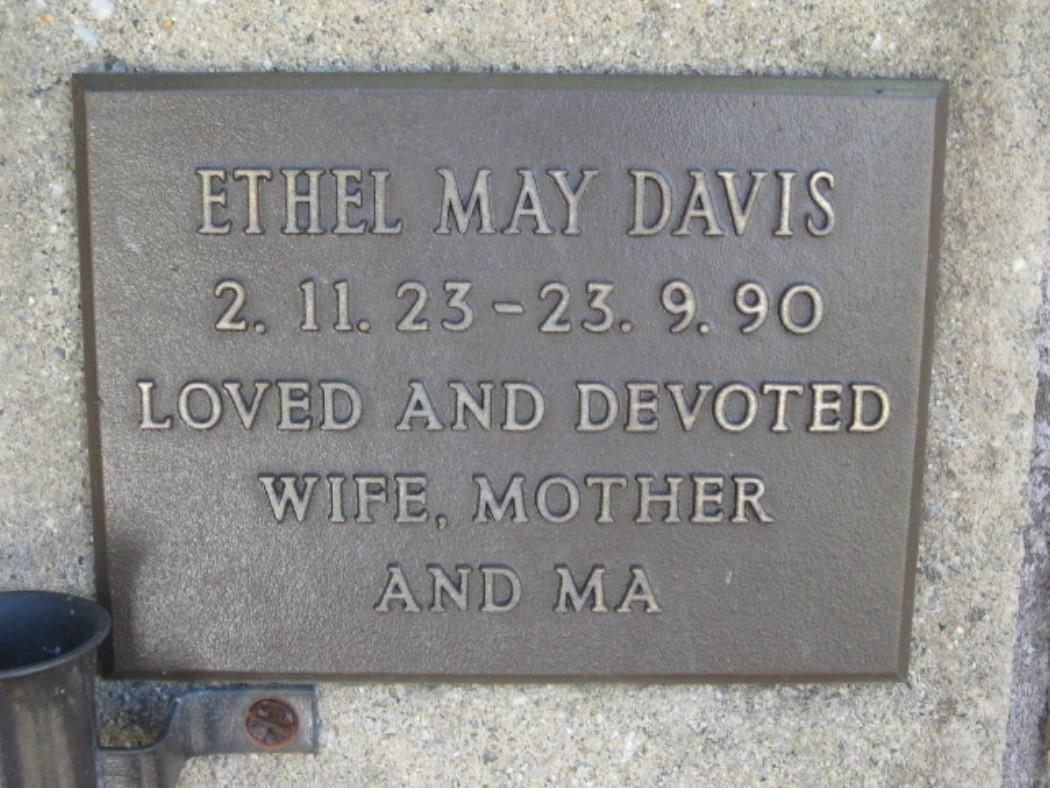 ETHEL MAY DAVIS
2. 11. 23 - 23. 9. 90
LOVED AND DEVOTED
WIFE, MOTHER
AND MA